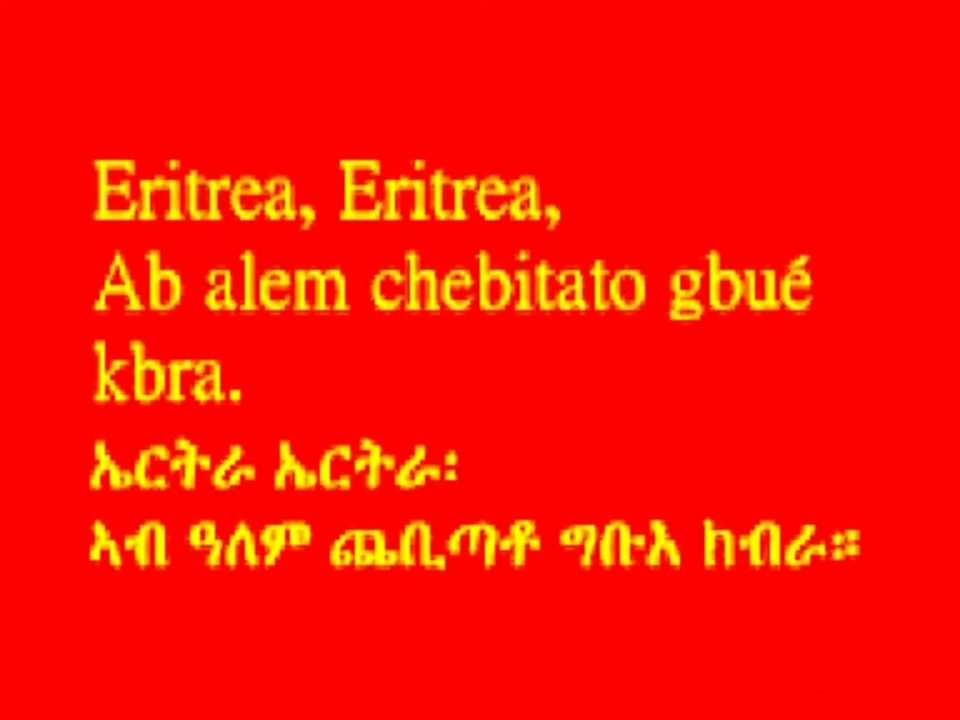 Eritrea, Eritrea,
Ab alem chebitato gbué
kbra.
ኤርትራ ኤርትራ፡
ኣብ ዓለም ጨቢጣቶ ግቡእ ክብራ።